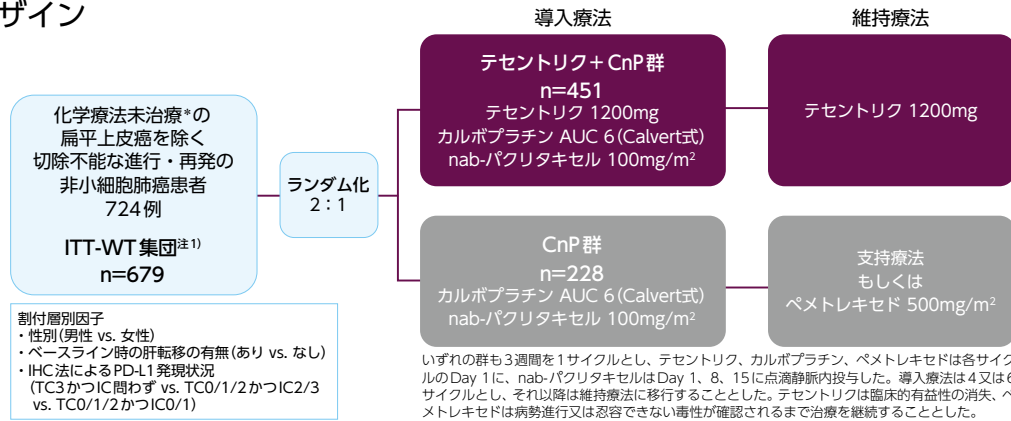 ザイン
導入療法
維持療法
化学療法未治療*の
扁平上皮癌を除く
切除不能な進行・再発の
非小細胞肺癌患者
724例
ITT-WT集団注1)
n=679
ランダム化
2：1
テセントリク＋CnP群
n=451
テセントリク 1200mg
カルボプラチン AUC 6(Calvert式)
nab-パクリタキセル 100mg/m²
テセントリク 1200mg
CnP群
n=228
カルボプラチン AUC 6(Calvert式)
nab-パクリタキセル 100mg/m²
支持療法
もしくは
ペメトレキセド 500mg/m²
割付層別因子
・性別(男性 vs. 女性)
・ベースライン時の肝転移の有無(あり vs. なし)
・IHC法によるPD-L1発現状況
(TC3かつIC問わず vs. TC0/1/2かつIC2/3
vs. TC0/1/2かつIC0/1)
いずれの群も3週間を1サイクルとし、テセントリク、カルボプラチン、ペメトレキセドは各サイク
ルのDay 1に、nab-パクリタキセルはDay 1、8、15に点滴静脈内投与した。導入療法は4又は6
サイクルとし、それ以降は維持療法に移行することとした。テセントリクは臨床的有益性の消失、ペ
メトレキセドは病勢進行又は忍容できない毒性が確認されるまで治療を継続することとした。